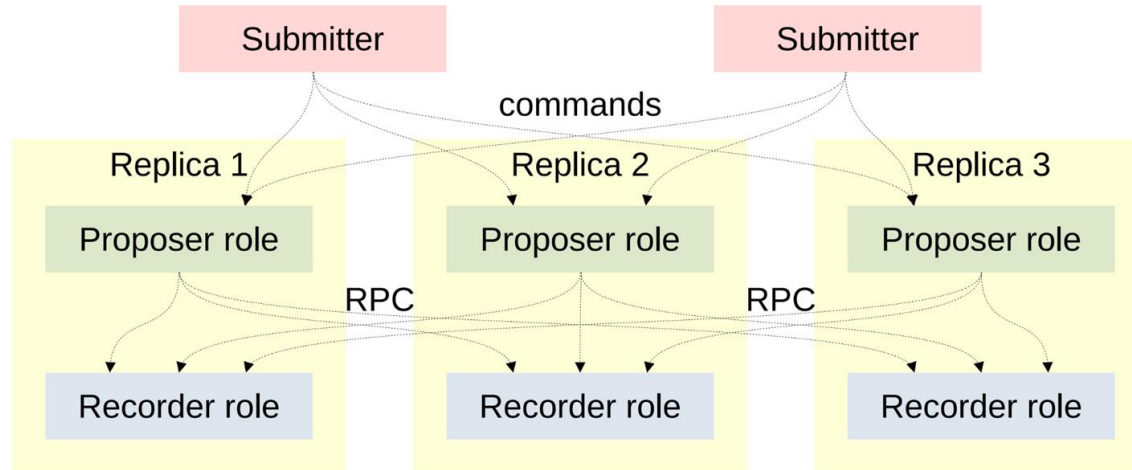 Submitter
Submitter
commands
Replica 1
Replica 2
Replica 3
Proposer role
Proposer role
Proposer role
RPC
RPC
Recorder role
Recorder role
Recorder role